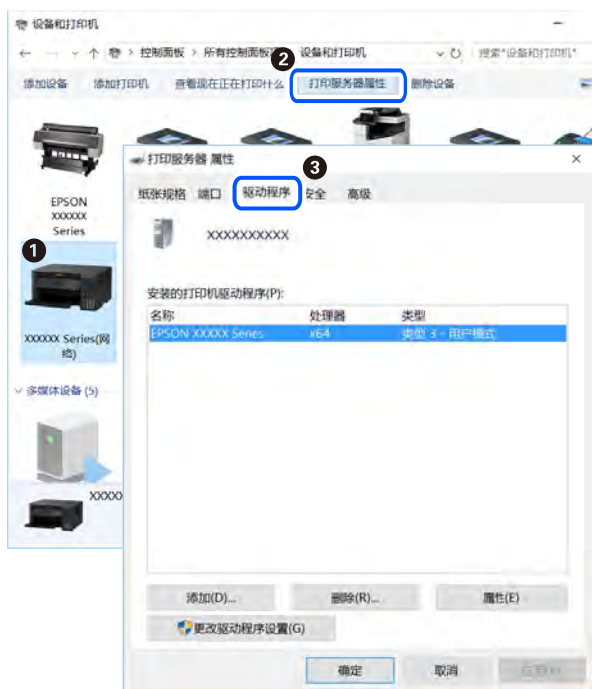 设备和打印机
控制面板 > 所有控制面板 设备和打印机 搜索"设备和打印机"
2
添加设备 添加打印机 查看现在正在打印什么 打印服务器属性 删除设备
打印服务器 属性
3
纸张规格 端口 驱动程序 安全 高级
EPSON
XXXXXX
Series
XXXXXXXXXX
1
安装的打印机驱动程序(P):
名称 处理器 类型
EPSON XXXXX Series x64 类型 3 - 用户模式
XXXXXX Series(网
络)
多媒体设备 (5)
XXXXX
添加(D)... 删除(R)... 属性(E)
更改驱动程序设置(G)
确定 取消